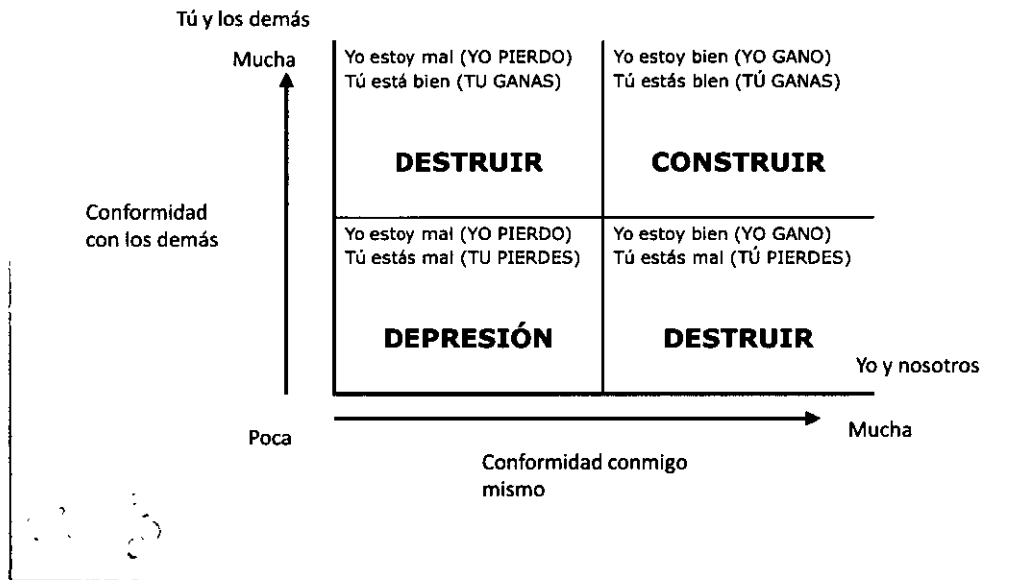 Tú y los demás
Mucha
Yo estoy mal (YO PIERDO)
Tú está bien (TU GANAS)
DESTRUIR
Yo estoy bien (YO GANO)
Tú estás bien (TÚ GANAS)
CONSTRUIR
Conformidad
con los demás
Yo estoy mal (YO PIERDO)
Tú estás mal (TU PIERDES)
DEPRESIÓN
Yo estoy bien (YO GANO)
Tú estás mal (TÚ PIERDES)
DESTRUIR
Yo y nosotros
Poca
Mucha
Conformidad conmigo
mismo